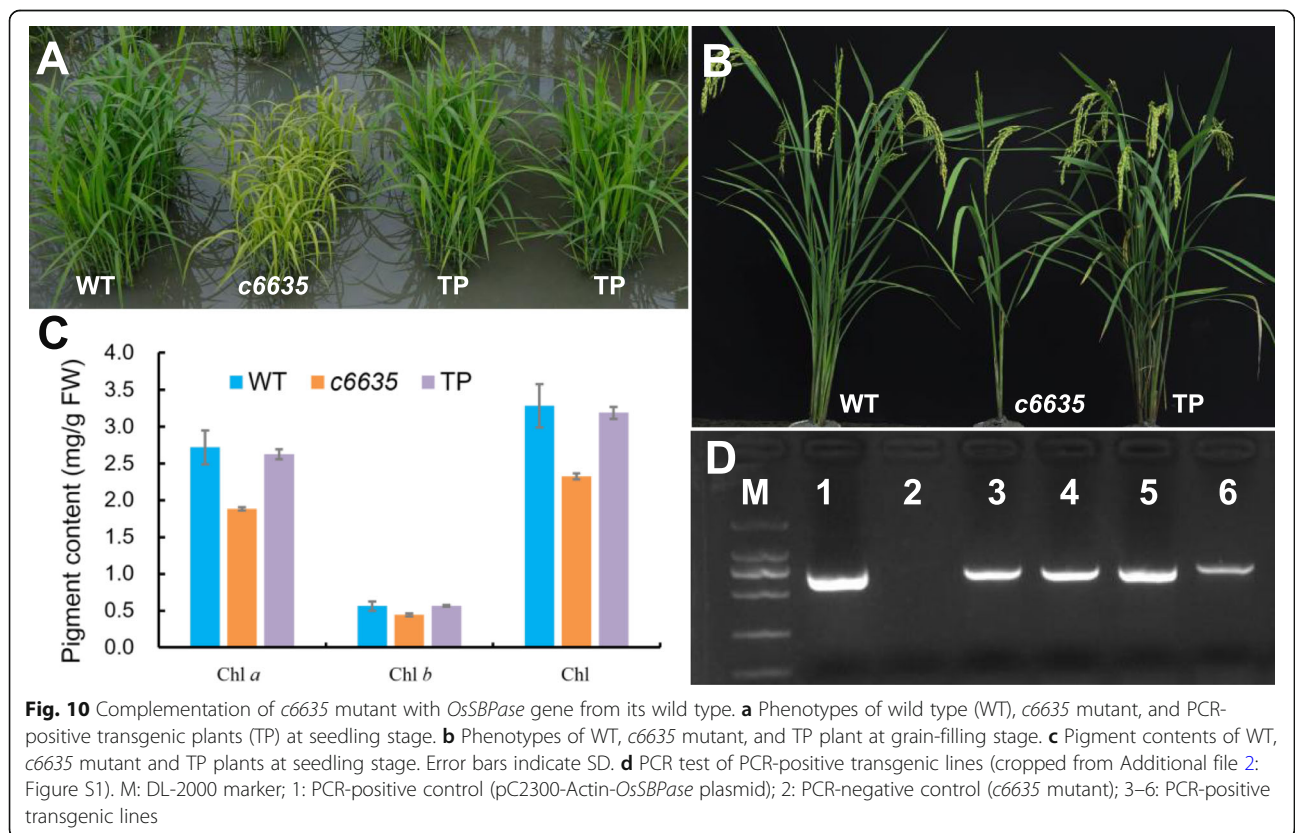 A
WT
c6635
TP
TP
B
WT
c6635
TP
C
Pigment content (mg/g FW)
4.0
3.5
3.0
2.5
2.0
1.5
1.0
0.5
0.0
WT c6635 TP
Chl a Chl b Chl
D
M 1 2 3 4 5 6
Fig. 10 Complementation of c6635 mutant with OsSBPase gene from its wild type. a Phenotypes of wild type (WT), c6635 mutant, and PCR-
positive transgenic plants (TP) at seedling stage. b Phenotypes of WT, c6635 mutant, and TP plant at grain-filling stage. c Pigment contents of WT,
c6635 mutant and TP plants at seedling stage. Error bars indicate SD. d PCR test of PCR-positive transgenic lines (cropped from Additional file 2:
Figure S1). M: DL-2000 marker; 1: PCR-positive control (pC2300-Actin-OsSBPase plasmid); 2: PCR-negative control (c6635 mutant); 3–6: PCR-positive
transgenic lines